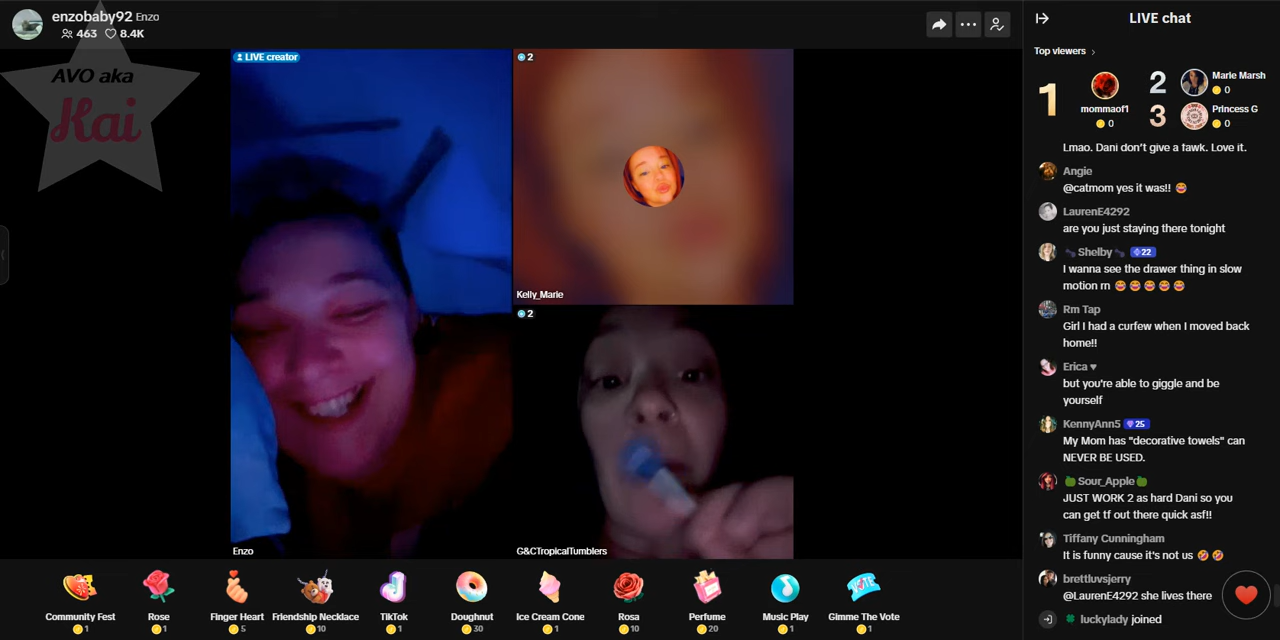 enzobaby92 Enzo
463 8.4K
AVO aka
Kai
LIVE creator
2
Kelly_Marie
2
Enzo
G&CTropicalTumblers
Community Fest
1
Rose
1
Finger Heart
5
Friendship Necklace
10
TikTok
1
Doughnut
30
Ice Cream Cone
1
Rosa
10
Perfume
20
Music Play
1
Gimme The Vote
1
LIVE chat
Top viewers
1
mommaof1
0
2
Marie Marsh
0
3
Princess G
0
Lmao. Dani don't give a fawk. Love it.
Angie
@catmom yes it was!!
LaurenE4292
are you just staying there tonight
Shelby 22
I wanna see the drawer thing in slow
motion rn
Rm Tap
Girl I had a curfew when I moved back
home!!
Erica ♥
but you're able to giggle and be
yourself
KennyAnn5 25
My Mom has "decorative towels" can
NEVER BE USED.
🍏Sour_Apple🍏
JUST WORK 2 as hard Dani so you
can get tf out there quick asf!!
Tiffany Cunningham
It is funny cause it's not us 🤣 🤣
brettluvsjerry
@LaurenE4292 she lives there
🍀 luckylady joined